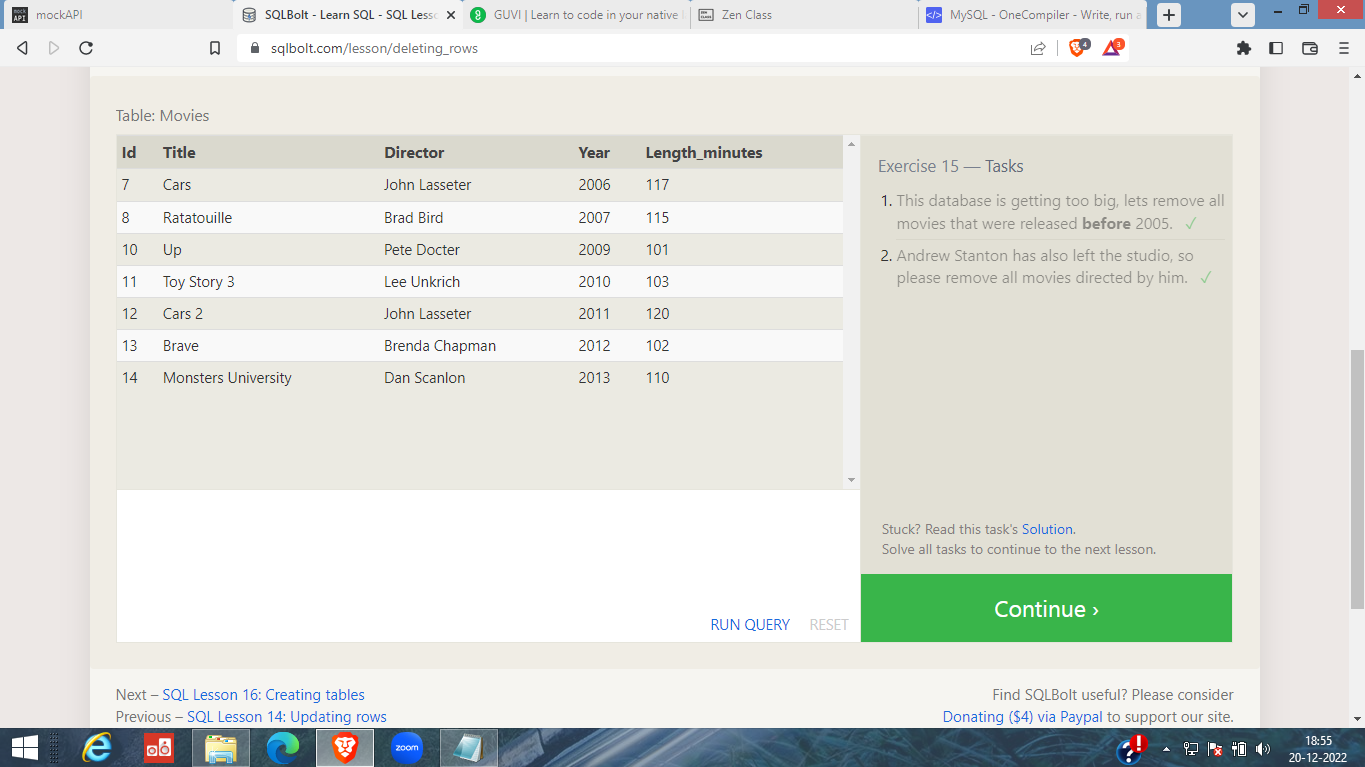 mockAPI
SQLBolt - Learn SQL - SQL Less
GUVI | Learn to code in your native
Zen Class
MySQL - OneCompiler - Write, run a
sqlbolt.com/lesson/deleting_rows
4
3
Table: Movies
Id Title Director Year Length_minutes
7 Cars John Lasseter 2006 117
8 Ratatouille Brad Bird 2007 115
10 Up Pete Docter 2009 101
11 Toy Story 3 Lee Unkrich 2010 103
12 Cars 2 John Lasseter 2011 120
13 Brave Brenda Chapman 2012 102
14 Monsters University Dan Scanlon 2013 110
Exercise 15 — Tasks
1. This database is getting too big, lets remove all
movies that were released before 2005. ✓
2. Andrew Stanton has also left the studio, so
please remove all movies directed by him. ✓
Stuck? Read this task's Solution.
Solve all tasks to continue to the next lesson.
RUN QUERY RESET
Continue ›
Next – SQL Lesson 16: Creating tables
Previous – SQL Lesson 14: Updating rows
Find SQLBolt useful? Please consider
Donating ($4) via Paypal to support our site.
zoom
18:55
20-12-2022